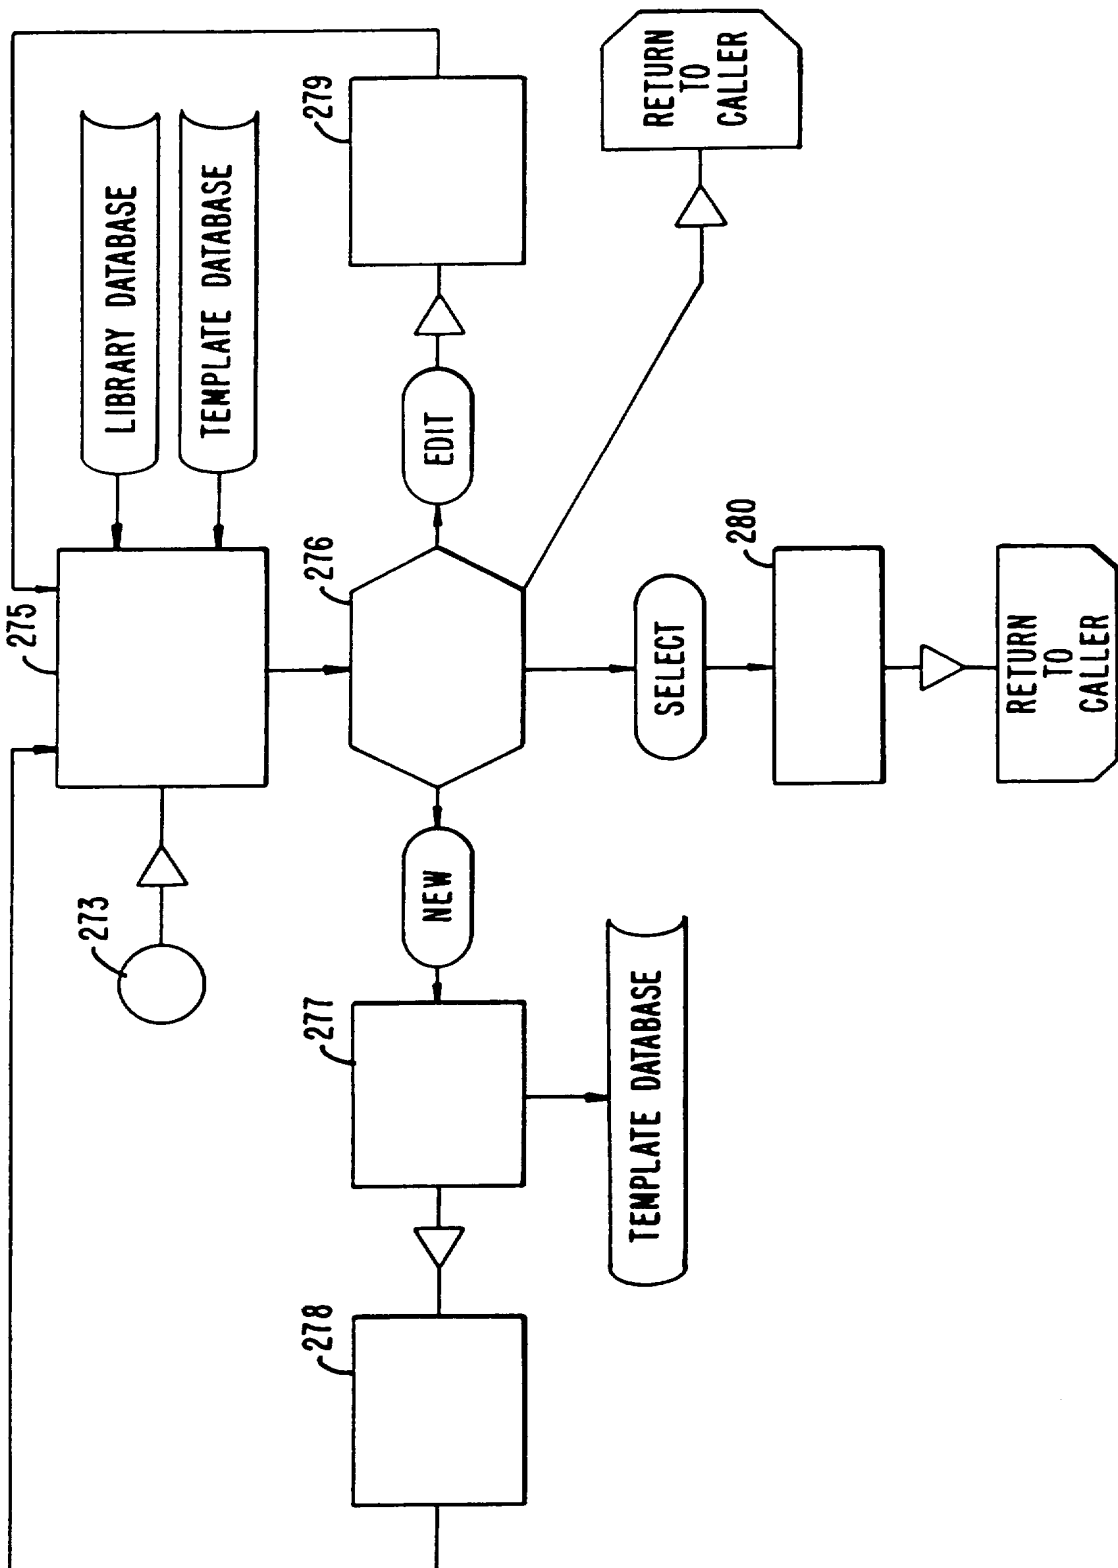 273
275
LIBRARY DATABASE
TEMPLATE DATABASE
278
277
NEW
276
EDIT
279
TEMPLATE DATABASE
SELECT
RETURN
TO
CALLER
280
RETURN
TO
CALLER